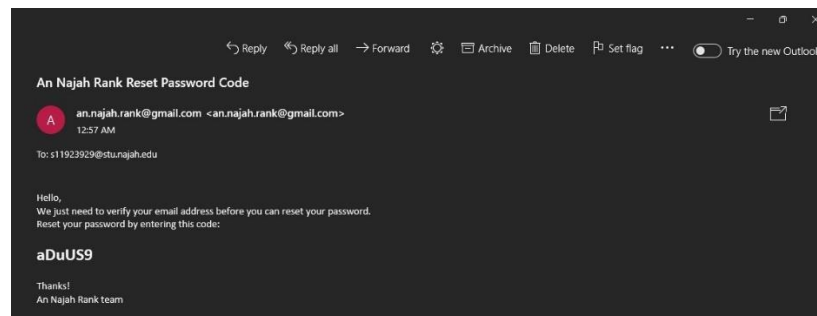 Reply Reply all Forward Archive Delete Set flag ... Try the new Outlool
An Najah Rank Reset Password Code
A
an.najah.rank@gmail.com <an.najah.rank@gmail.com>
12:57 AM
To: s11923929@stu.najah.edu
Hello,
We just need to verify your email address before you can reset your password.
Reset your password by entering this code:
aDuUS9
Thanks!
An Najah Rank team